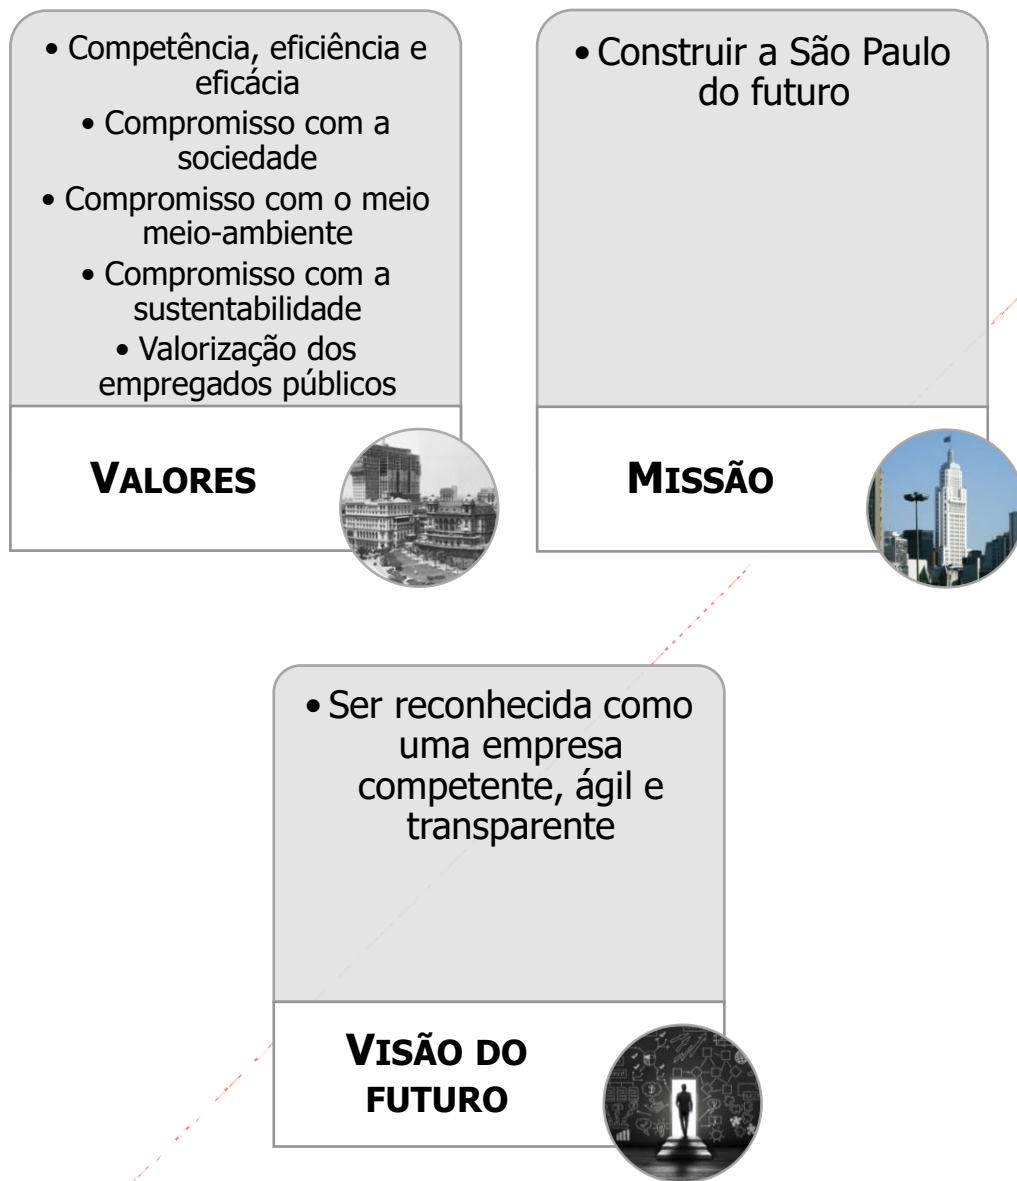 • Competência, eficiência e
eficácia
• Compromisso com a
sociedade
• Compromisso com o meio
meio-ambiente
• Compromisso com a
sustentabilidade
• Valorização dos
empregados públicos
VALORES
• Construir a São Paulo
do futuro
MISSÃO
• Ser reconhecida como
uma empresa
competente, ágil e
transparente
VISÃO DO
FUTURO